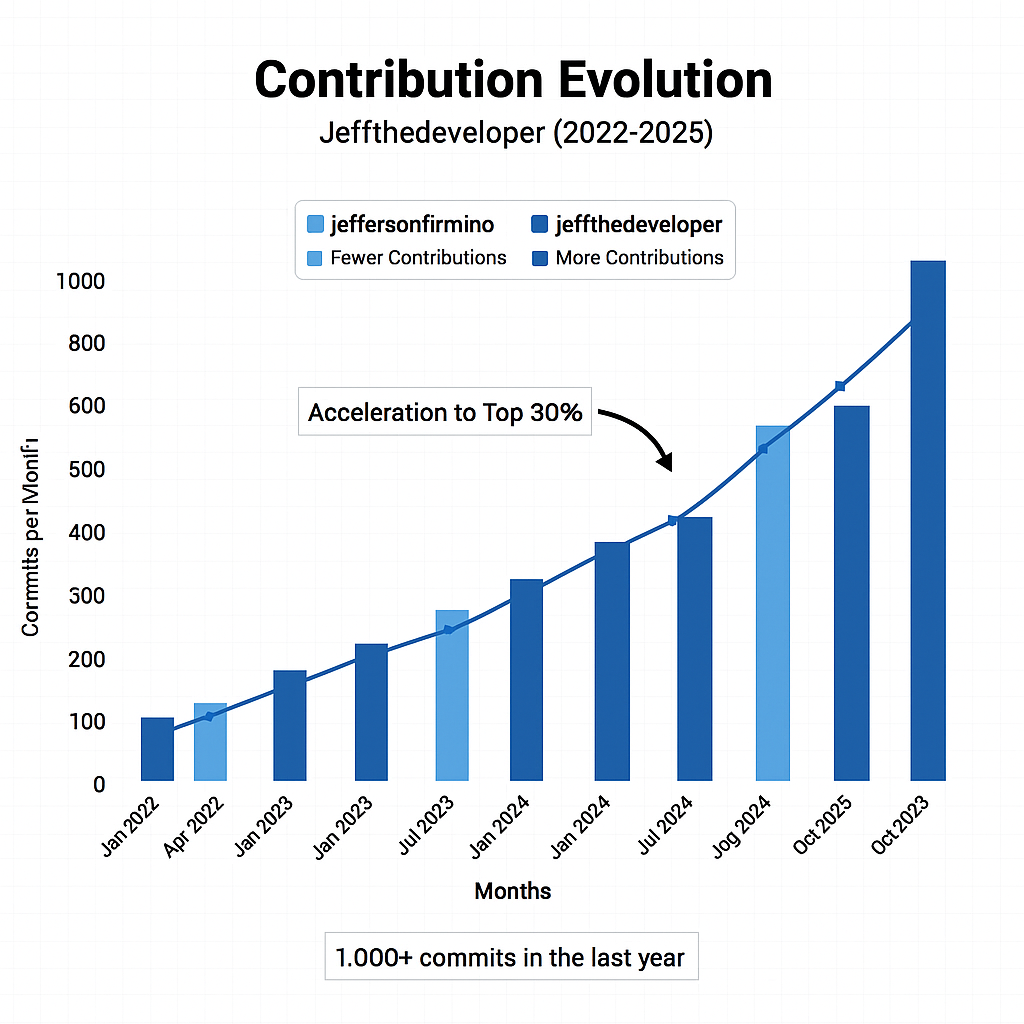 Contribution Evolution
Jeffthedeveloper (2022-2025)
jeffersonfirmino jeffthedeveloper
Fewer Contributions More Contributions
1000
800
600
500
400
300
200
100
0
Acceleration to Top 30%
per
Jan 2022 Apr 2022 Jan 2023 Jan 2023 Jul 2023 Jan 2024 Jan 2024 Jul 2024 Jog 2024 Oct 2025 Oct 2023
Months
1.000+ commits in the last year